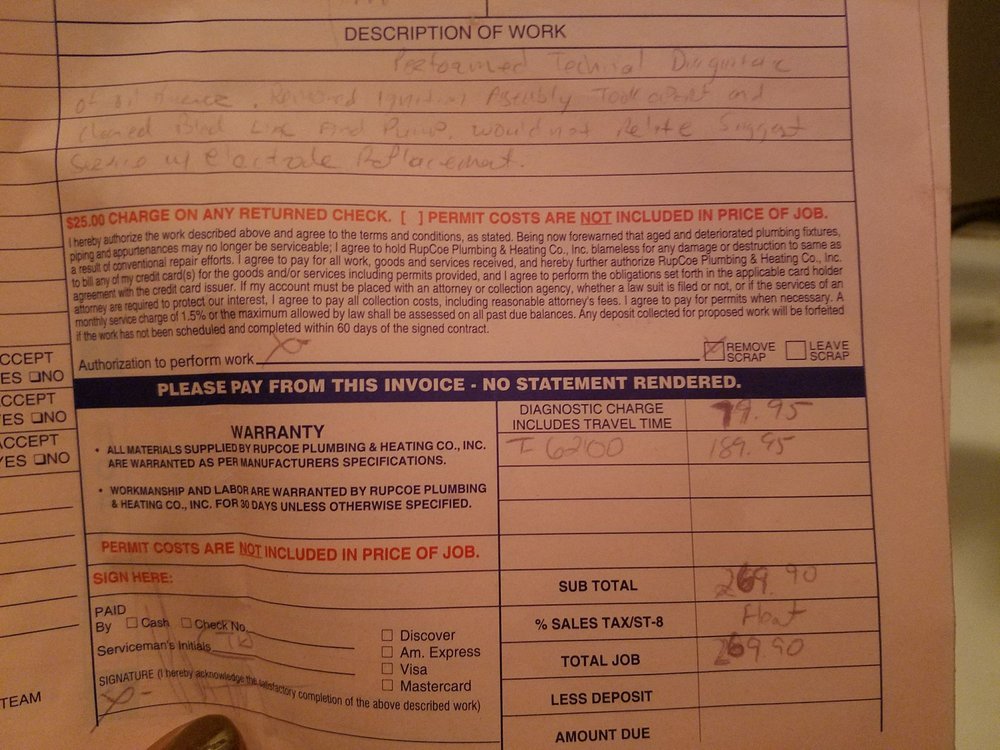 DESCRIPTION OF WORK
Performed Technical Diagnostic
of oil Furnace. Removed Ignition Assembly Took apart and
Cleaned Bled Line And Pump. would not Relite Suggest
Service w/ Electrode Replacement.
$25.00 CHARGE ON ANY RETURNED CHECK. [ ] PERMIT COSTS ARE NOT INCLUDED IN PRICE OF JOB.
I hereby authorize the work described above and agree to the terms and conditions, as stated. Being now forewarned that aged and deteriorated plumbing fixtures,
piping and appurtenances may no longer be serviceable; I agree to hold RupCoe Plumbing & Heating Co., Inc. blameless for any damage or destruction to same as
a result of conventional repair efforts. I agree to pay for all work, goods and services received, and hereby further authorize RupCoe Plumbing & Heating Co., Inc.
to bill any of my credit card(s) for the goods and/or services including permits provided, and I agree to perform the obligations set forth in the applicable card holder
agreement with the credit card issuer. If my account must be placed with an attorney or collection agency, whether a law suit is filed or not, or if the services of an
attorney are required to protect our interest, I agree to pay all collection costs, including reasonable attorney's fees. I agree to pay for permits when necessary. A
monthly service charge of 1.5% or the maximum allowed by law shall be assessed on all past due balances. Any deposit collected for proposed work will be forfeited
if the work has not been scheduled and completed within 60 days of the signed contract.
Authorization to perform work X
REMOVE SCRAP
LEAVE SCRAP
CCEPT
ES NO
CCEPT
YES NO
ACCEPT
YES NO
TEAM
PLEASE PAY FROM THIS INVOICE - NO STATEMENT RENDERED.
WARRANTY
• ALL MATERIALS SUPPLIED BY RUPCOE PLUMBING & HEATING CO., INC.
ARE WARRANTED AS PER MANUFACTURERS SPECIFICATIONS.
• WORKMANSHIP AND LABOR ARE WARRANTED BY RUPCOE PLUMBING
& HEATING CO., INC. FOR 30 DAYS UNLESS OTHERWISE SPECIFIED.
PERMIT COSTS ARE NOT INCLUDED IN PRICE OF JOB.
SIGN HERE:
PAID
By Cash Check No.
Serviceman's Initials
Discover
Am. Express
Visa
Mastercard
SIGNATURE (I hereby acknowledge the satisfactory completion of the above described work)
X
DIAGNOSTIC CHARGE
INCLUDES TRAVEL TIME 79.95
I 6200 189.95
SUB TOTAL 269.90
% SALES TAX/ST-8
TOTAL JOB 269.90
LESS DEPOSIT
AMOUNT DUE